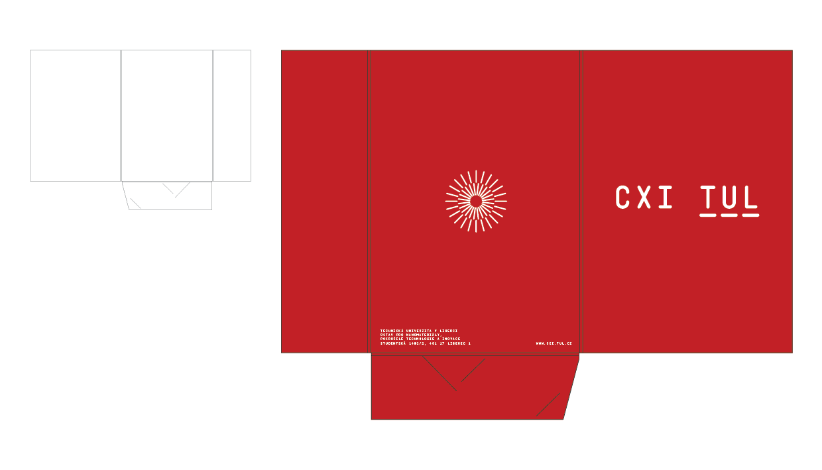 CXI TUL
TECHNICKÁ UNIVERZITA V LIBERCI
ÚSTAV PRO NANOMATERIÁLY,
POKROČILÉ TECHNOLOGIE A INOVACE
STUDENTSKÁ 1402/2, 461 17 LIBEREC 1
WWW.CXI.TUL.CZ